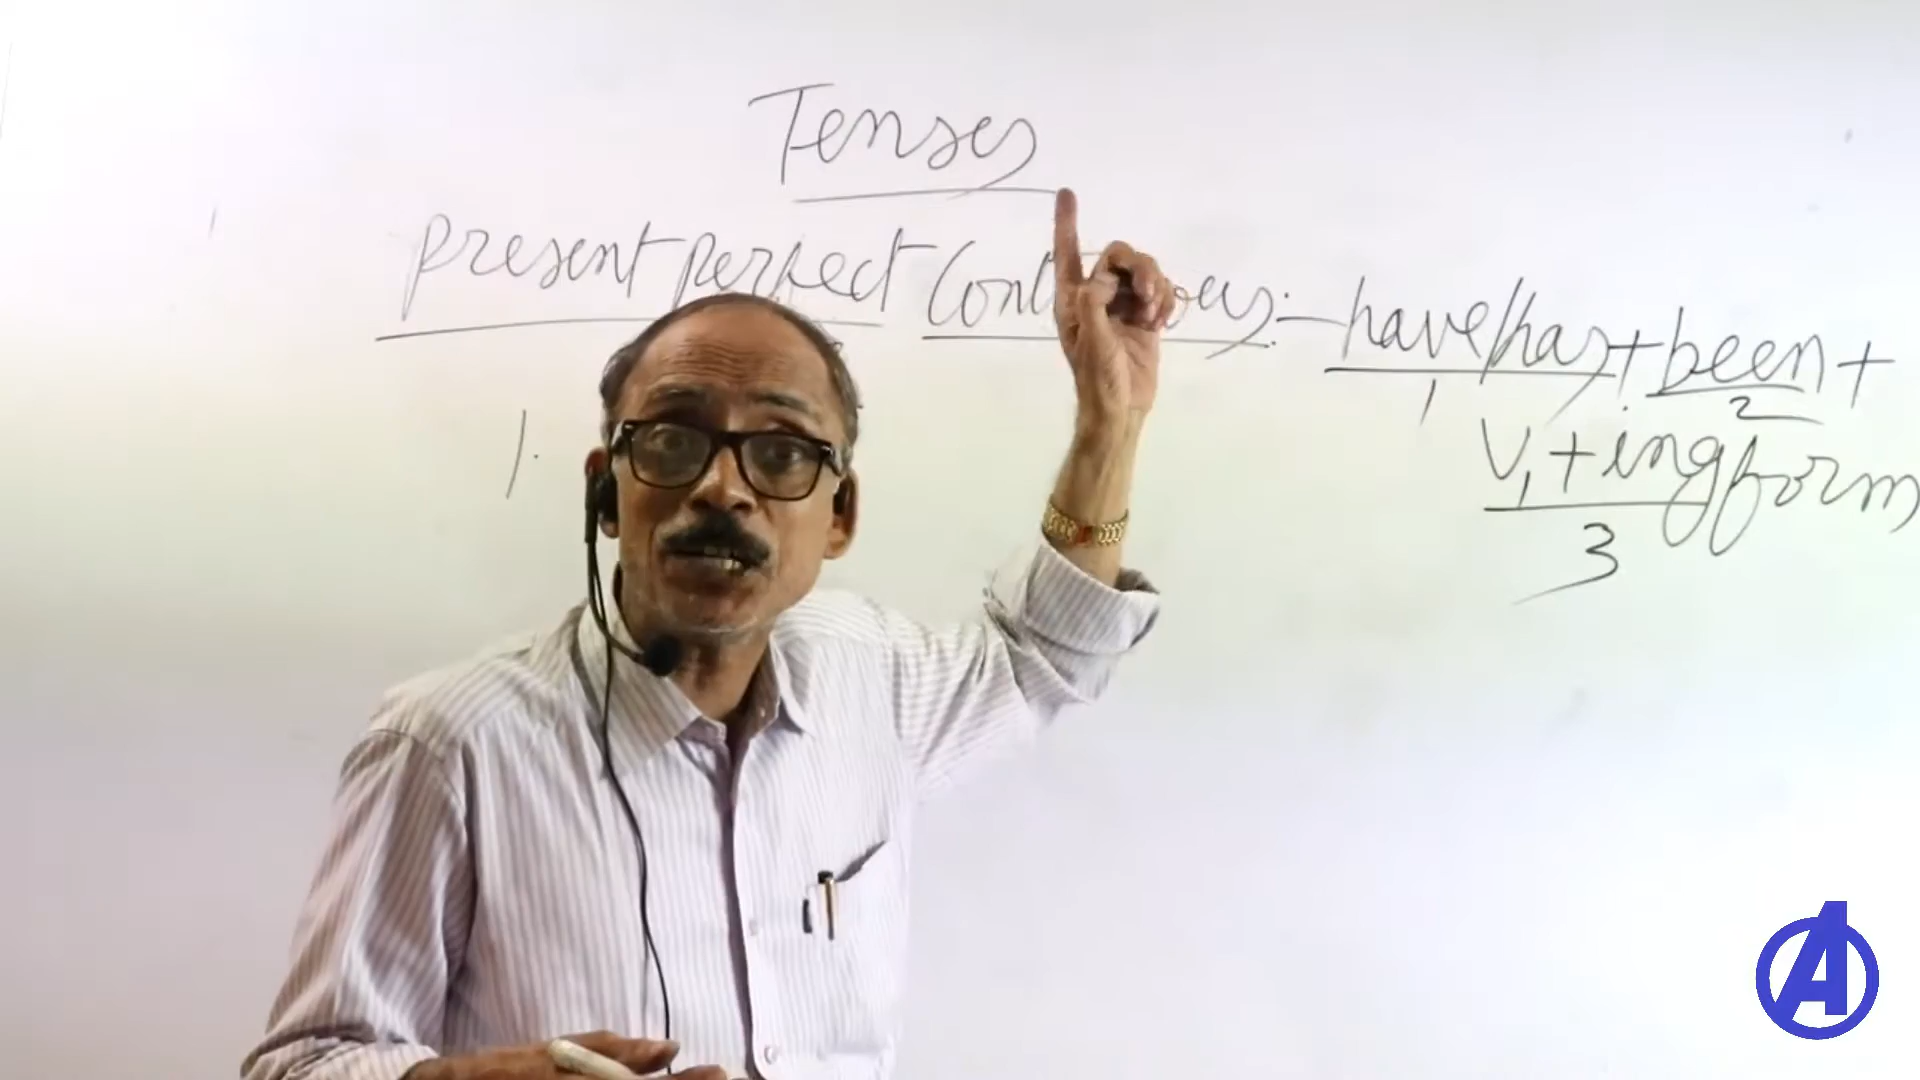 Tenses
present perfect Continuous:- have/has + been +
V1 + ing form
1 2
3
1.